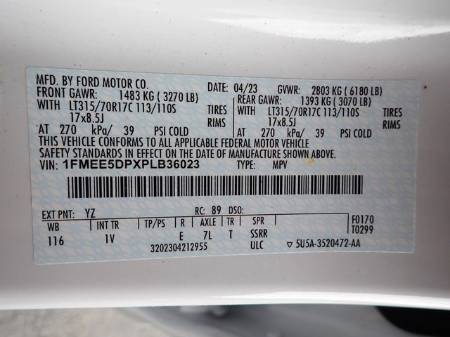 MFD. BY FORD MOTOR CO.
DATE: 04/23 GVWR: 2803 KG ( 6180 LB)
FRONT GAWR: 1483 KG ( 3270 LB) REAR GAWR: 1393 KG ( 3070 LB)
WITH LT315/70R17C 113/110S TIRES WITH LT315/70R17C 113/110S TIRES
17x8.5J RIMS 17x8.5J RIMS
AT 270 kPa/ 39 PSI COLD AT 270 kPa/ 39 PSI COLD
THIS VEHICLE CONFORMS TO ALL APPLICABLE FEDERAL MOTOR VEHICLE
SAFETY STANDARDS IN EFFECT ON THE DATE OF MANUFACTURE SHOWN ABOVE.
VIN: 1FMEE5DPXPLB36023 TYPE: MPV
EXT PNT: YZ RC: 89 DSO: F0170
WB INT TR TP/PS R AXLE TR SPR T0299
116 1V E 7L T SSRR
3202304212955 ULC 5U5A-3520472-AA